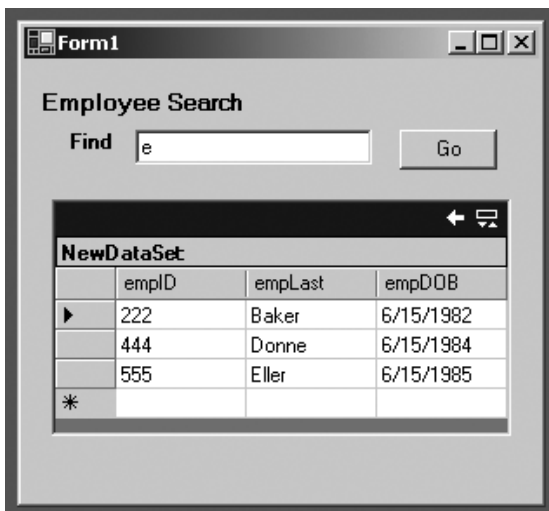 Form1
Employee Search
Find e Go
NewDataSet
empID empLast empDOB
222 Baker 6/15/1982
444 Donne 6/15/1984
555 Eller 6/15/1985